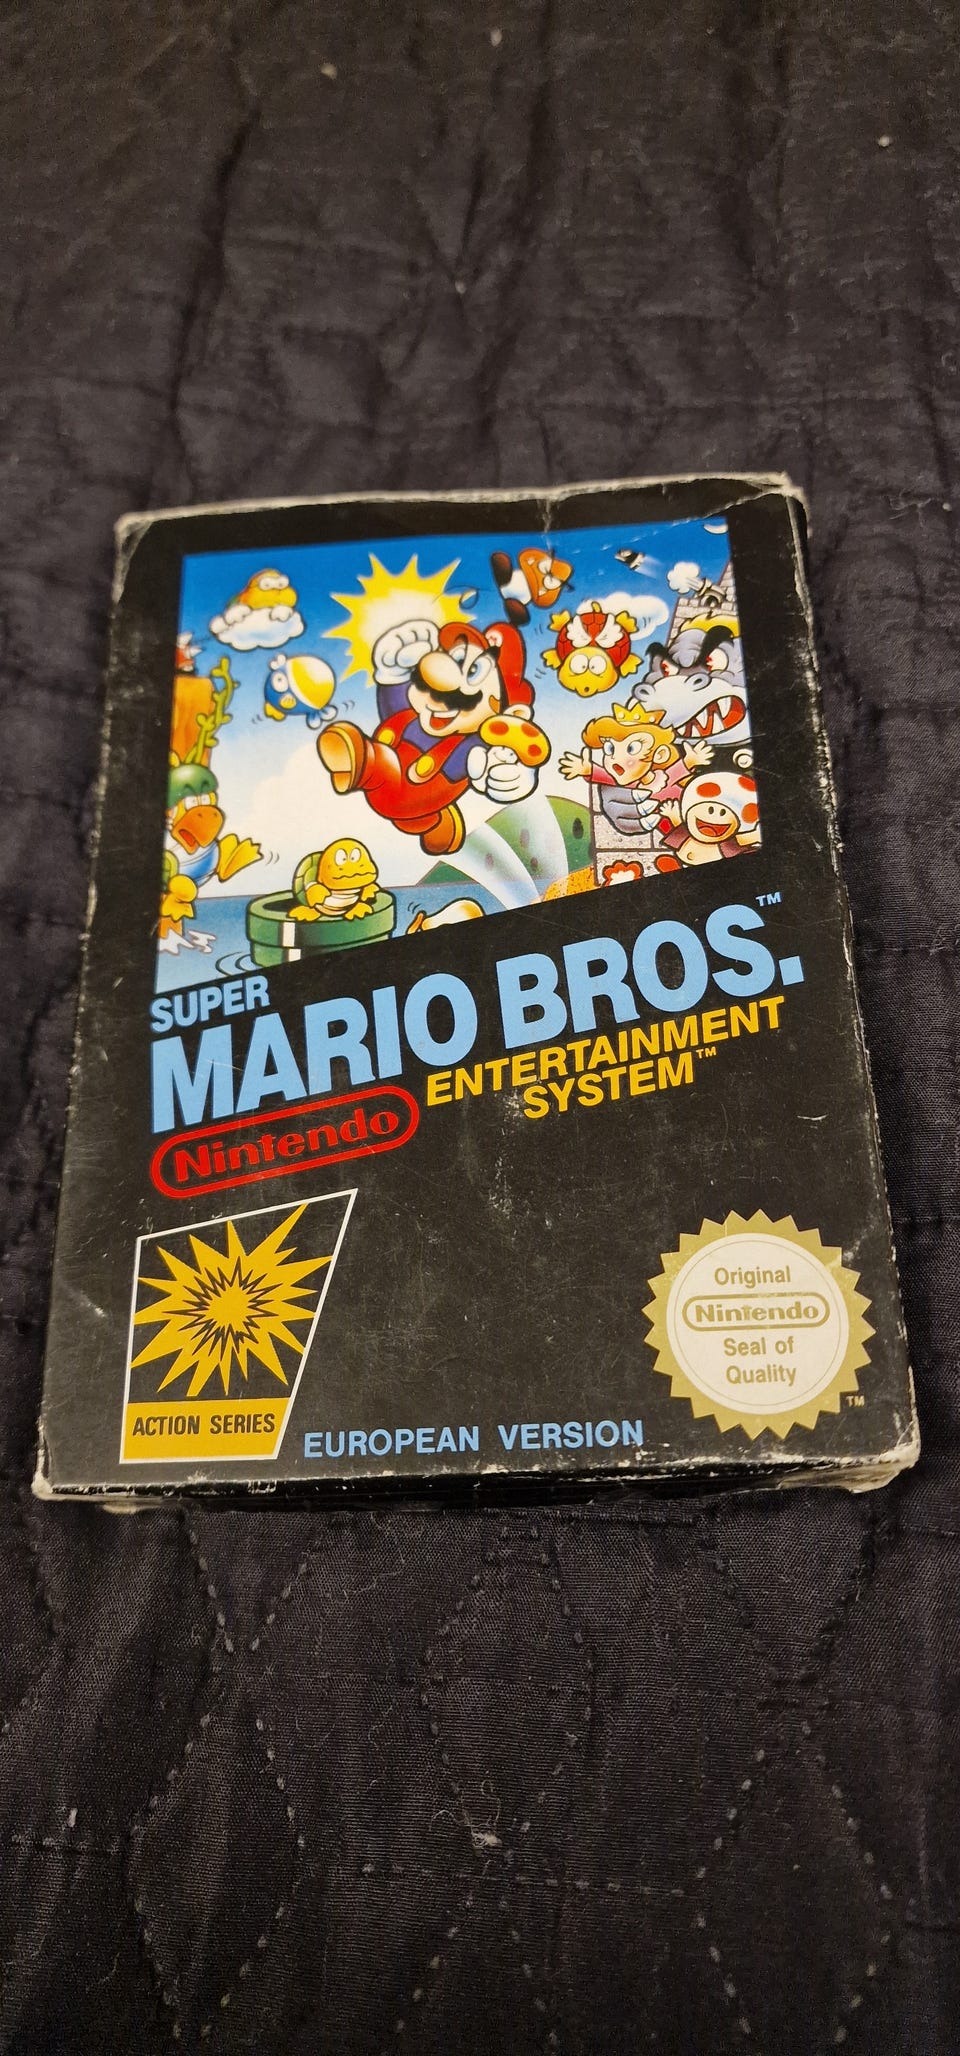 SUPER
MARIO BROS.™
Nintendo
ENTERTAINMENT
SYSTEM™
ACTION SERIES
EUROPEAN VERSION
Original
Nintendo
Seal of
Quality
™